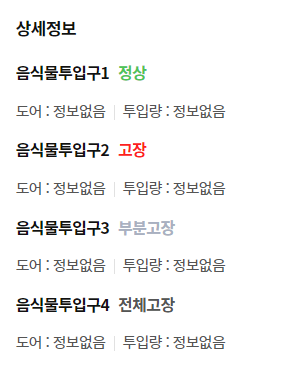 상세정보
음식물투입구1 정상
도어 : 정보없음 | 투입량 : 정보없음
음식물투입구2 고장
도어 : 정보없음 | 투입량 : 정보없음
음식물투입구3 부분고장
도어 : 정보없음 | 투입량 : 정보없음
음식물투입구4 전체고장
도어 : 정보없음 | 투입량 : 정보없음